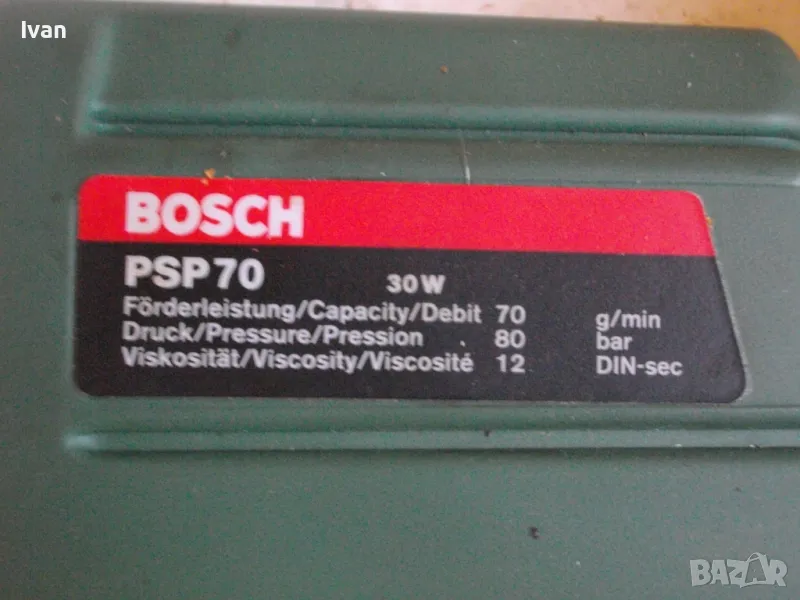 Ivan
BOSCH
PSP70 30W
Förderleistung/Capacity/Debit 70 g/min
Druck/Pressure/Pression 80 bar
Viskosität/Viscosity/Viscosité 12 DIN-sec
BAZAR